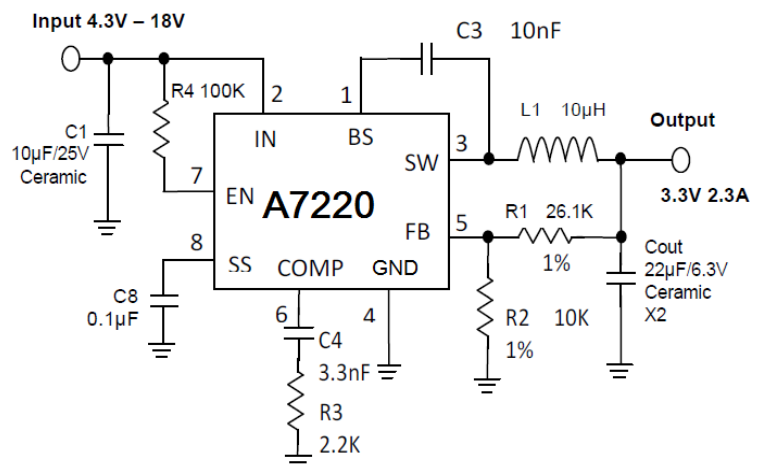 Input 4.3V – 18V
C3 10nF
R4 100K
2
1
L1 10µH
Output
C1
10µF/25V
Ceramic
IN
BS
3
SW
7
EN
A7220
3.3V 2.3A
FB
5
R1 26.1K
1%
8
SS
COMP
GND
Cout
22µF/6.3V
Ceramic
X2
C8
0.1µF
6
4
R2 10K
1%
C4
3.3nF
R3
2.2K